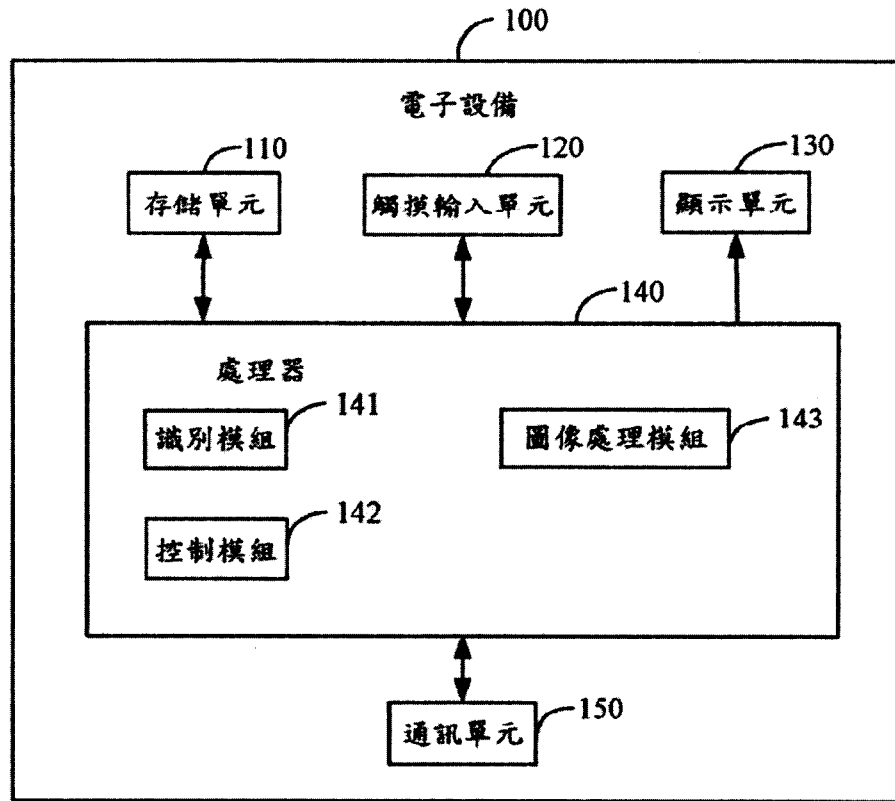 100
電子設備
110
120
130
存儲單元
觸摸輸入單元
顯示單元
140
處理器
141
識別模組
圖像處理模組
143
142
控制模組
通訊單元
150